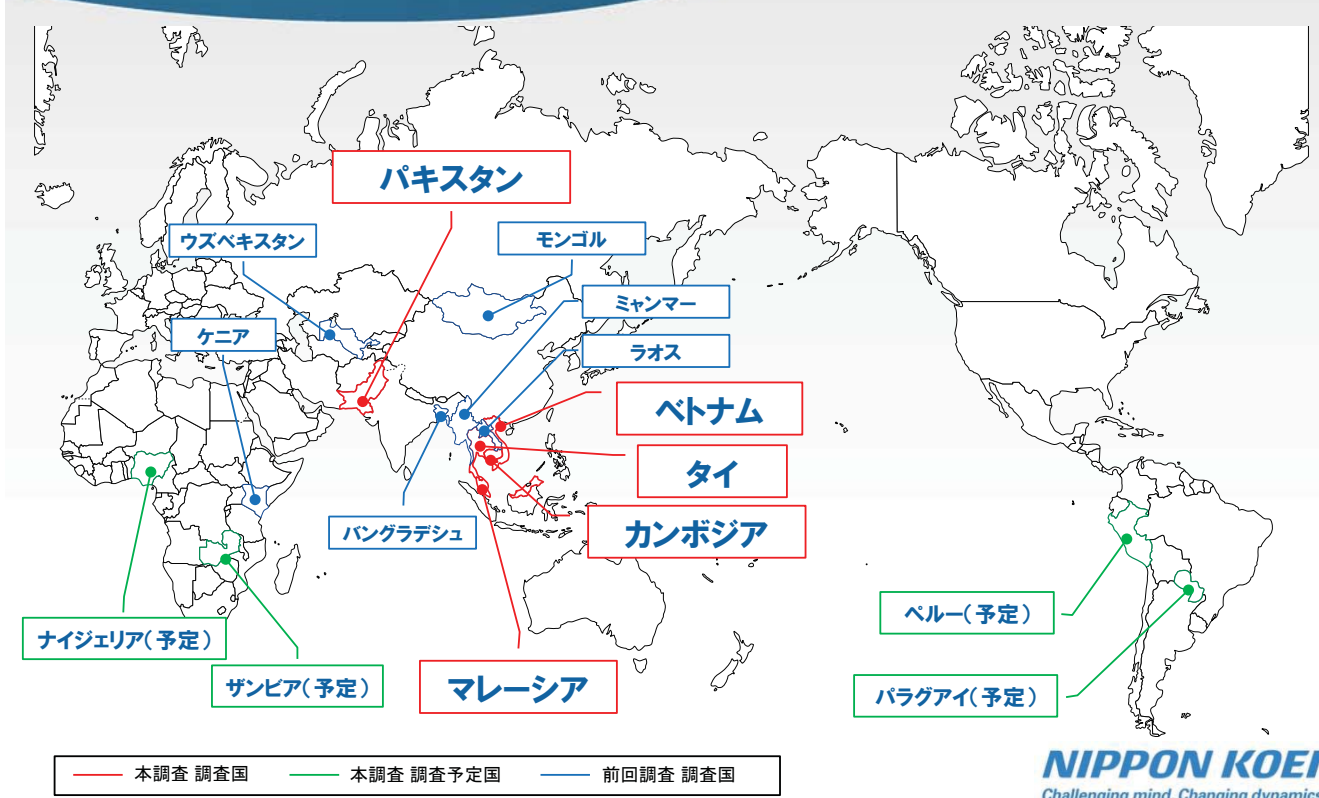 パキスタン
ウズベキスタン
モンゴル
ミャンマー
ケニア
ラオス
ベトナム
タイ
バングラデシュ
カンボジア
ナイジェリア(予定)
ザンビア(予定)
マレーシア
ペルー(予定)
パラグアイ(予定)
本調査 調査国
本調査 調査予定国
前回調査 調査国
NIPPON KOEI
Challenging mind, Changing dynamics